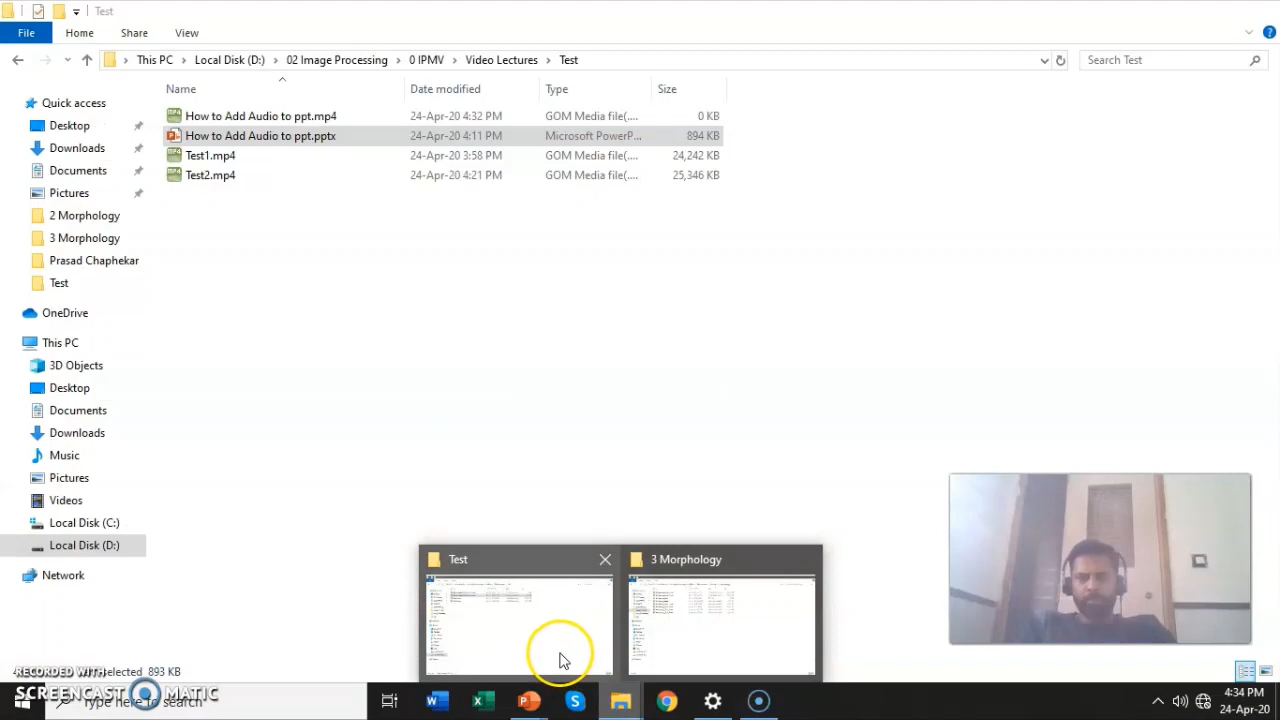 Test
File Home Share View
This PC Local Disk (D:) 02 Image Processing 0 IPMV Video Lectures Test Search Test
Name Date modified Type Size
Quick access
Desktop
Downloads
Documents
Pictures
2 Morphology
3 Morphology
Prasad Chaphekar
Test
OneDrive
This PC
3D Objects
Desktop
Documents
Downloads
Music
Pictures
Videos
Local Disk (C:)
Local Disk (D:)
Network
How to Add Audio to ppt.mp4 24-Apr-20 4:32 PM GOM Media file(.... 0 KB
How to Add Audio to ppt.pptx 24-Apr-20 4:11 PM Microsoft PowerP... 894 KB
Test1.mp4 24-Apr-20 3:58 PM GOM Media file(.... 24,242 KB
Test2.mp4 24-Apr-20 4:21 PM GOM Media file(.... 25,346 KB
Test 3 Morphology
RECORDED WITH
selected 893 KB
SCREENCAST MATIC
Type here to search
4:34 PM
24-Apr-20